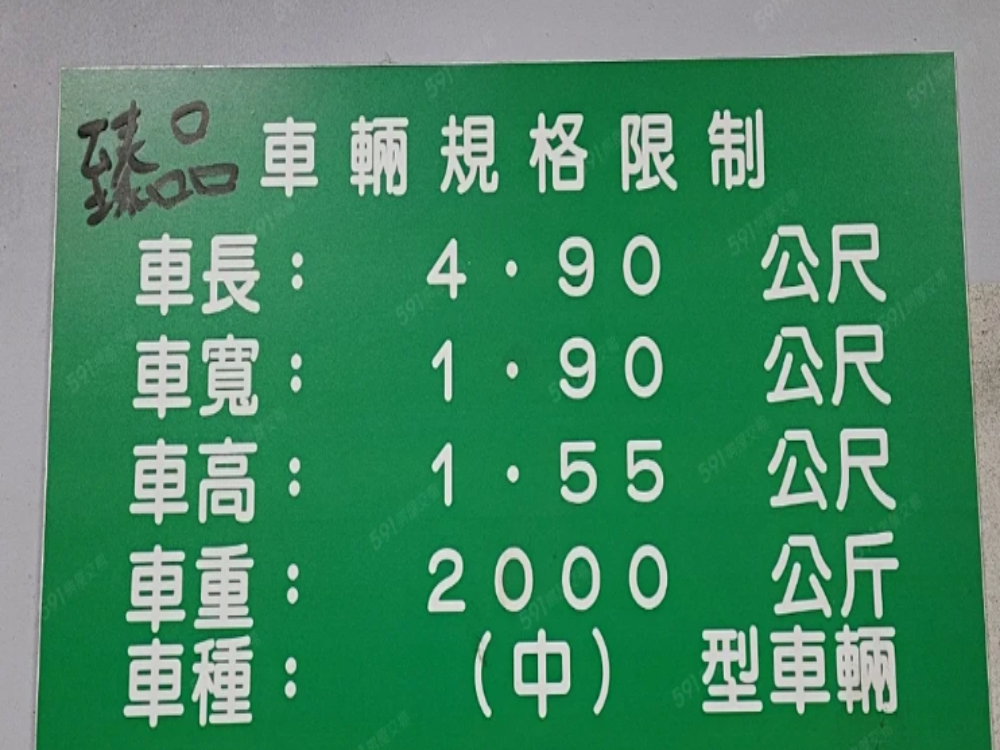 臻品 車輛規格限制
車長： 4．90 公尺
車寬： 1．90 公尺
車高： 1．55 公尺
車重： 2000 公斤
車種： （中） 型車輛